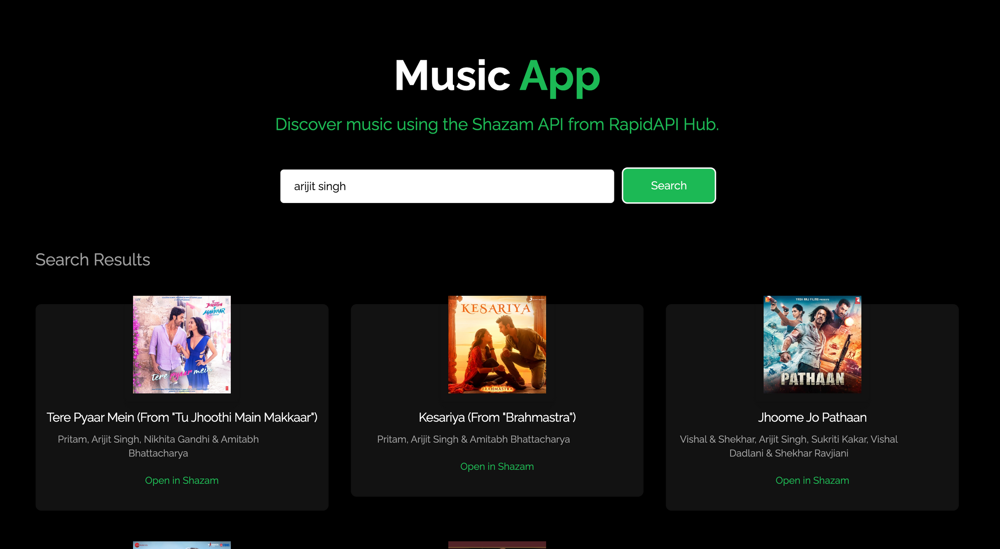 Music App
Discover music using the Shazam API from RapidAPI Hub.
arijit singh
Search
Search Results
LUV
JHOOTHI
MAKKAAR
tere pyaar mein
Tere Pyaar Mein (From "Tu Jhoothi Main Makkaar")
Pritam, Arijit Singh, Nikhita Gandhi & Amitabh
Bhattacharya
Open in Shazam
KESARIYA
BRAHMASTRA
Kesariya (From "Brahmastra")
Pritam, Arijit Singh & Amitabh Bhattacharya
Open in Shazam
YASH RAJ FILMS PRESENTS
PATHAAN
Jhoome Jo Pathaan
Vishal & Shekhar, Arijit Singh, Sukriti Kakar, Vishal
Dadlani & Shekhar Ravjiani
Open in Shazam